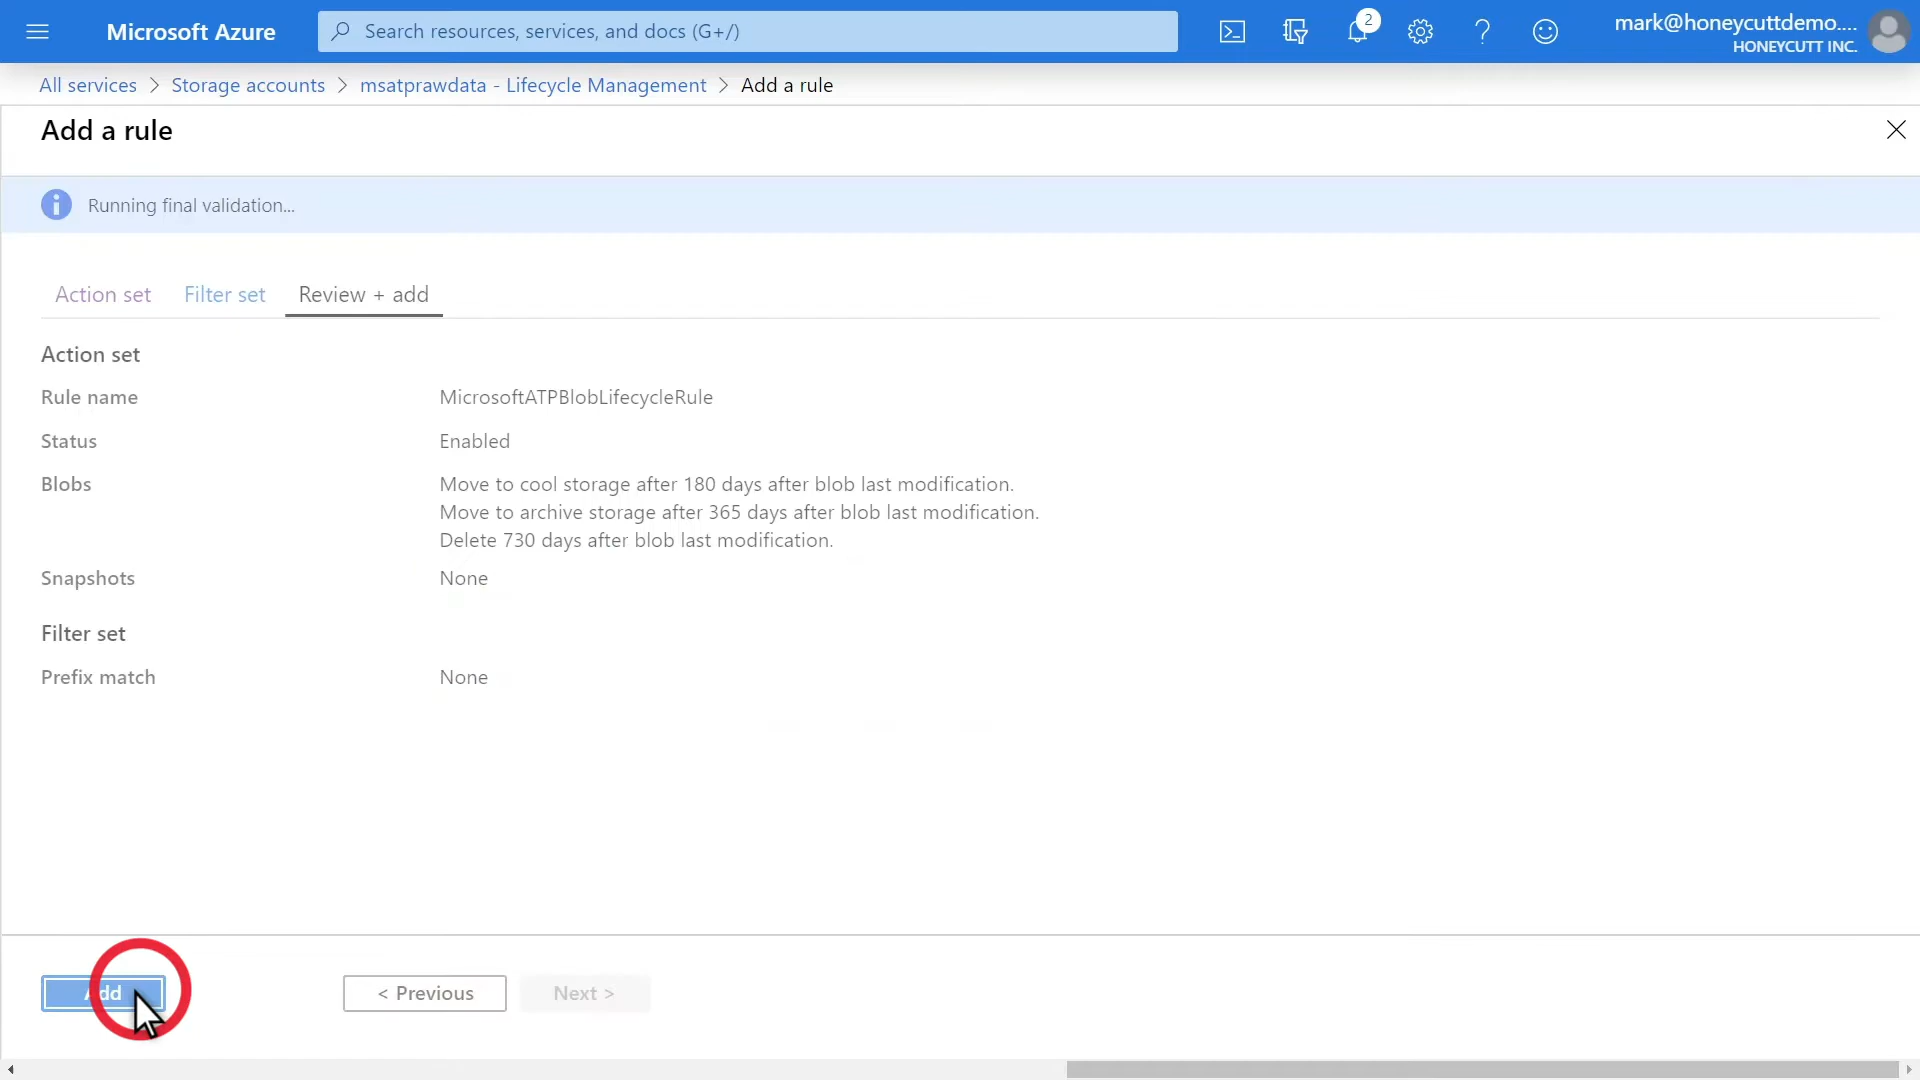 Microsoft Azure
Search resources, services, and docs (G+/)
2
mark@honeycuttdemo....
HONEYCUTT INC.
All services > Storage accounts > msatprawdata - Lifecycle Management > Add a rule
Add a rule
Running final validation...
Action set
Filter set
Review + add
Action set
Rule name
MicrosoftATPBlobLifecycleRule
Status
Enabled
Blobs
Move to cool storage after 180 days after blob last modification.
Move to archive storage after 365 days after blob last modification.
Delete 730 days after blob last modification.
Snapshots
None
Filter set
Prefix match
None
Add
< Previous
Next >